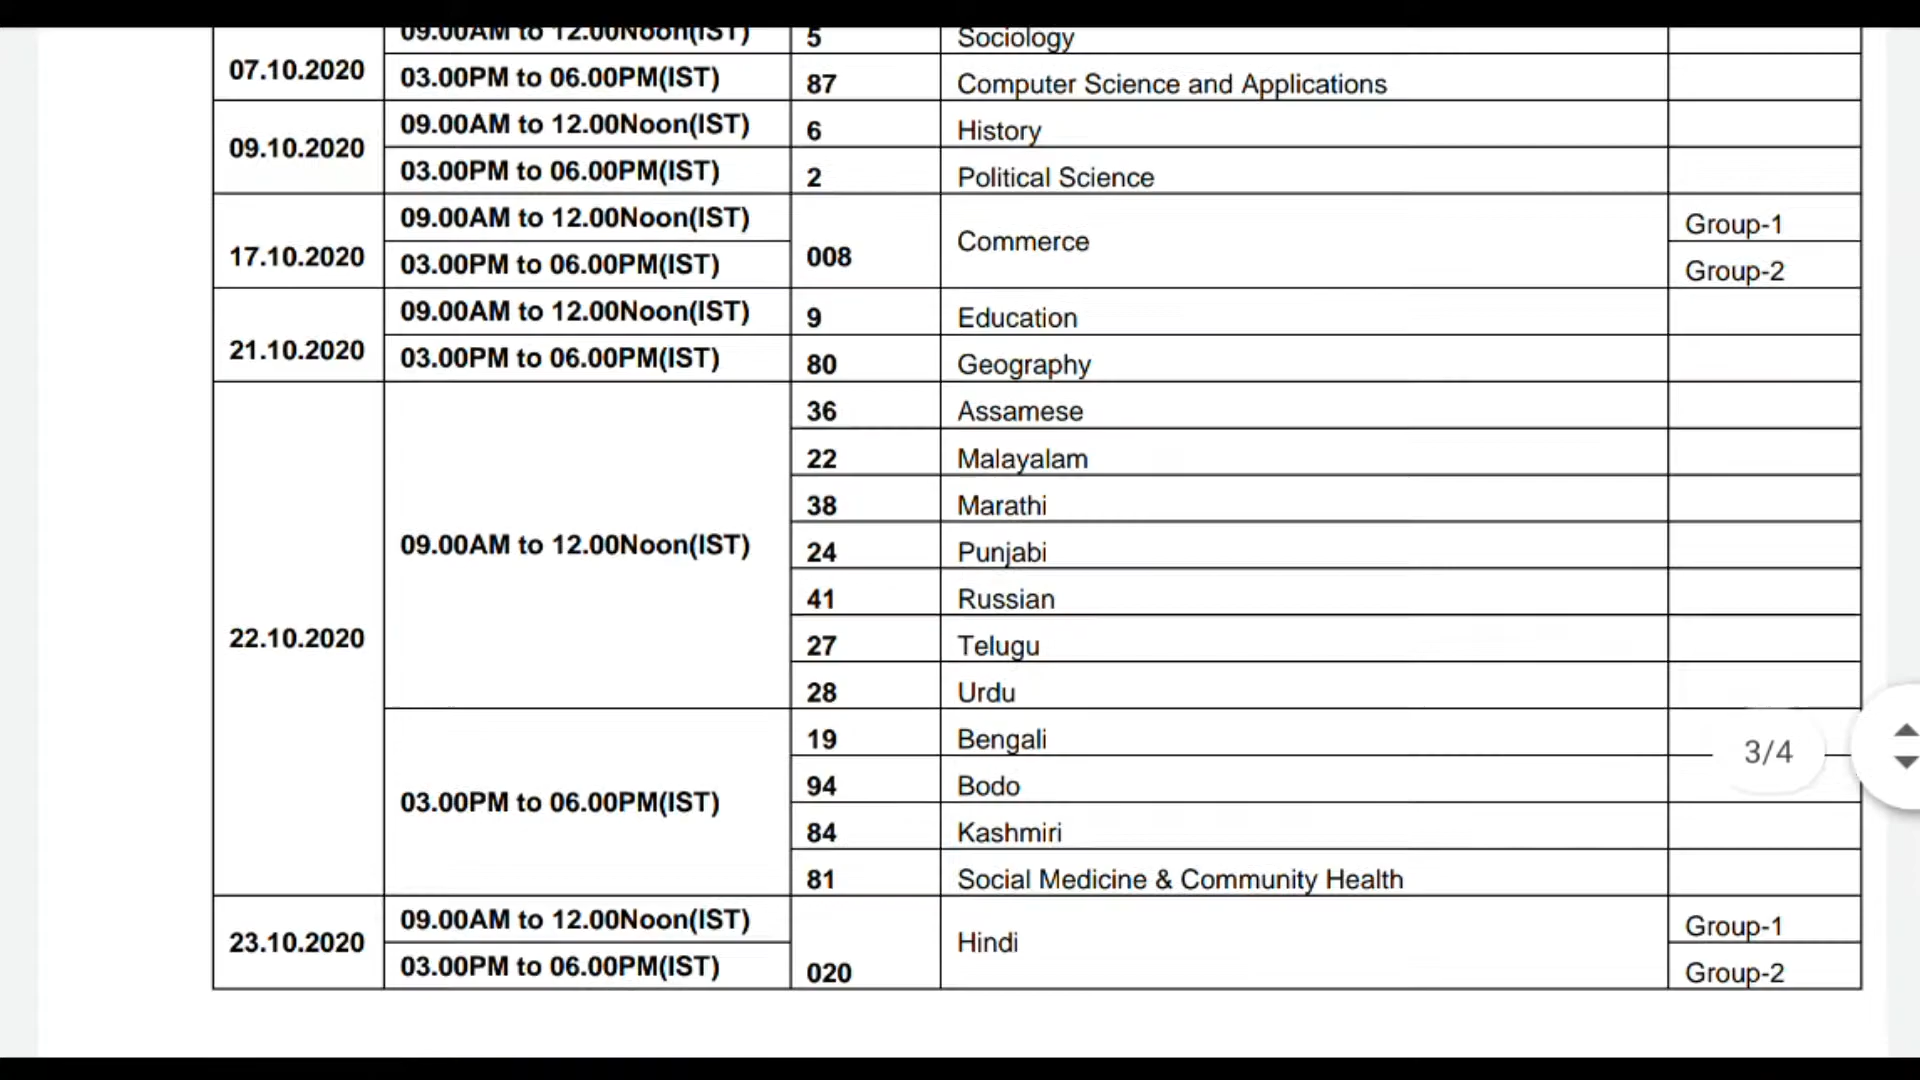 09.00AM to 12.00Noon(IST) 5 Sociology
07.10.2020
03.00PM to 06.00PM(IST) 87 Computer Science and Applications
09.10.2020
09.00AM to 12.00Noon(IST) 6 History
03.00PM to 06.00PM(IST) 2 Political Science
17.10.2020
09.00AM to 12.00Noon(IST) 008 Commerce Group-1
03.00PM to 06.00PM(IST) Group-2
21.10.2020
09.00AM to 12.00Noon(IST) 9 Education
03.00PM to 06.00PM(IST) 80 Geography
22.10.2020
09.00AM to 12.00Noon(IST)
36 Assamese
22 Malayalam
38 Marathi
24 Punjabi
41 Russian
27 Telugu
28 Urdu
03.00PM to 06.00PM(IST)
19 Bengali
94 Bodo
84 Kashmiri
81 Social Medicine & Community Health
3/4
23.10.2020
09.00AM to 12.00Noon(IST) 020 Hindi Group-1
03.00PM to 06.00PM(IST) Group-2